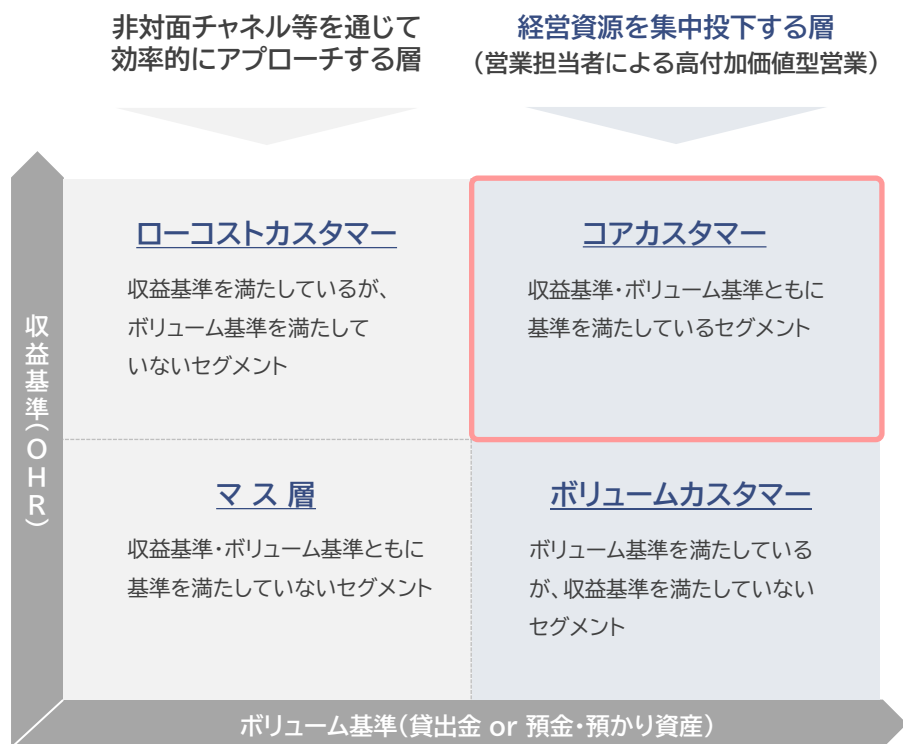 非対面チャネル等を通じて
効率的にアプローチする層
経営資源を集中投下する層
（営業担当者による高付加価値型営業）
収益基準（OHR）
ローコストカスタマー
収益基準・ボリューム基準を満たしているが、
ボリューム基準を満たして
いないセグメント
コアカスタマー
収益基準・ボリューム基準ともに
基準を満たしているセグメント
マス層
収益基準・ボリューム基準ともに
基準を満たしていないセグメント
ボリュームカスタマー
ボリューム基準を満たしている
が、収益基準を満たしていない
セグメント
ボリューム基準（貸出金 or 預金・預かり資産）